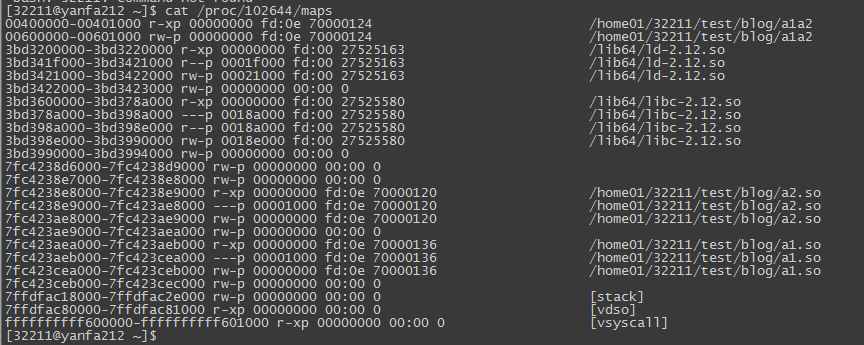 [32211@yanfa212 ~]$ cat /proc/102644/maps
00400000-00401000 r-xp 00000000 fd:0e 70000124 /home01/32211/test/blog/a1a2
00600000-00601000 rw-p 00000000 fd:0e 70000124 /home01/32211/test/blog/a1a2
3bd3200000-3bd3220000 r-xp 00000000 fd:00 27525163 /lib64/ld-2.12.so
3bd341f000-3bd3421000 r--p 0001f000 fd:00 27525163 /lib64/ld-2.12.so
3bd3421000-3bd3422000 rw-p 00021000 fd:00 27525163 /lib64/ld-2.12.so
3bd3422000-3bd3423000 rw-p 00000000 00:00 0
3bd3600000-3bd378a000 r-xp 00000000 fd:00 27525580 /lib64/libc-2.12.so
3bd378a000-3bd398a000 ---p 0018a000 fd:00 27525580 /lib64/libc-2.12.so
3bd398a000-3bd398e000 r--p 0018a000 fd:00 27525580 /lib64/libc-2.12.so
3bd398e000-3bd3990000 rw-p 0018e000 fd:00 27525580 /lib64/libc-2.12.so
3bd3990000-3bd3994000 rw-p 00000000 00:00 0
7fc4238d6000-7fc4238d9000 rw-p 00000000 00:00 0
7fc4238e7000-7fc4238e8000 rw-p 00000000 00:00 0
7fc4238e8000-7fc4238e9000 r-xp 00000000 fd:0e 70000120 /home01/32211/test/blog/a2.so
7fc4238e9000-7fc423ae8000 ---p 00001000 fd:0e 70000120 /home01/32211/test/blog/a2.so
7fc423ae8000-7fc423ae9000 rw-p 00000000 fd:0e 70000120 /home01/32211/test/blog/a2.so
7fc423ae9000-7fc423aea000 rw-p 00000000 00:00 0
7fc423aea000-7fc423aeb000 r-xp 00000000 fd:0e 70000136 /home01/32211/test/blog/a1.so
7fc423aeb000-7fc423cea000 ---p 00001000 fd:0e 70000136 /home01/32211/test/blog/a1.so
7fc423cea000-7fc423ceb000 rw-p 00000000 fd:0e 70000136 /home01/32211/test/blog/a1.so
7fc423ceb000-7fc423cec000 rw-p 00000000 00:00 0
7ffdfac18000-7ffdfac2e000 rw-p 00000000 00:00 0 [stack]
7ffdfac80000-7ffdfac81000 r-xp 00000000 00:00 0 [vdso]
ffffffffff600000-ffffffffff601000 r-xp 00000000 00:00 0 [vsyscall]
[32211@yanfa212 ~]$